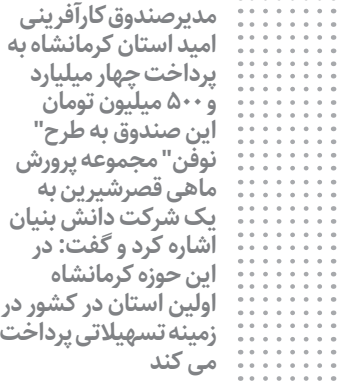 مدیرصندوق کارآفرینی
امید استان کرمانشاه به
پرداخت چهار میلیارد
و ۵۰۰ میلیون تومان
این صندوق به طرح"
نوفن" مجموعه پرورش
ماهی قصرشیرین به
یک شرکت دانش بنیان
اشاره کرد و گفت: در
این حوزه کرمانشاه
اولین استان در کشور در
زمینه تسهیلاتی پرداخت
می کند